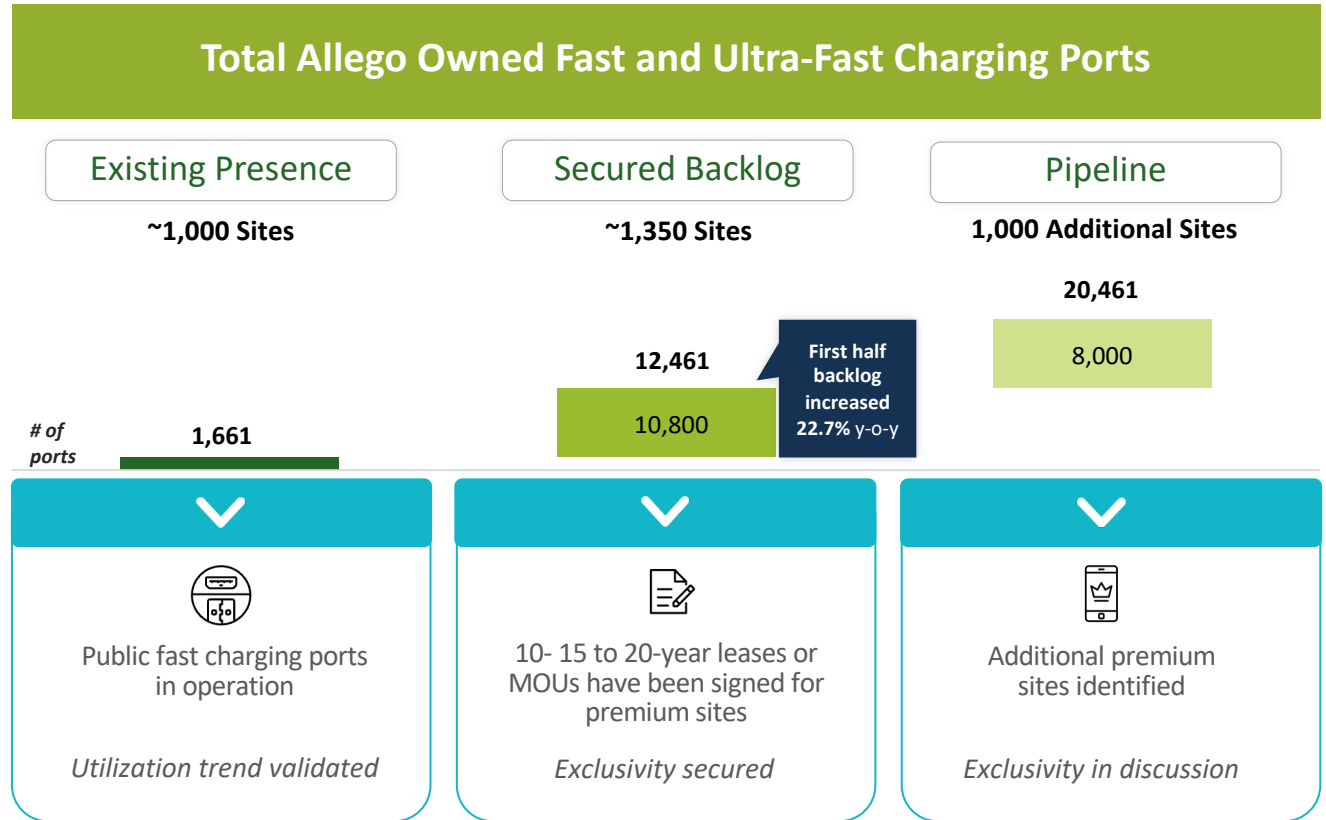 Total Allego Owned Fast and Ultra-Fast Charging Ports
Existing Presence
~1,000 Sites
# of
ports
1,661
Secured Backlog
~1,350 Sites
12,461
10,800
First half
backlog
increased
22.7% y-o-y
Pipeline
1,000 Additional Sites
20,461
8,000
Public fast charging ports
in operation
Utilization trend validated
10- 15 to 20-year leases or
MOUs have been signed for
premium sites
Exclusivity secured
Additional premium
sites identified
Exclusivity in discussion